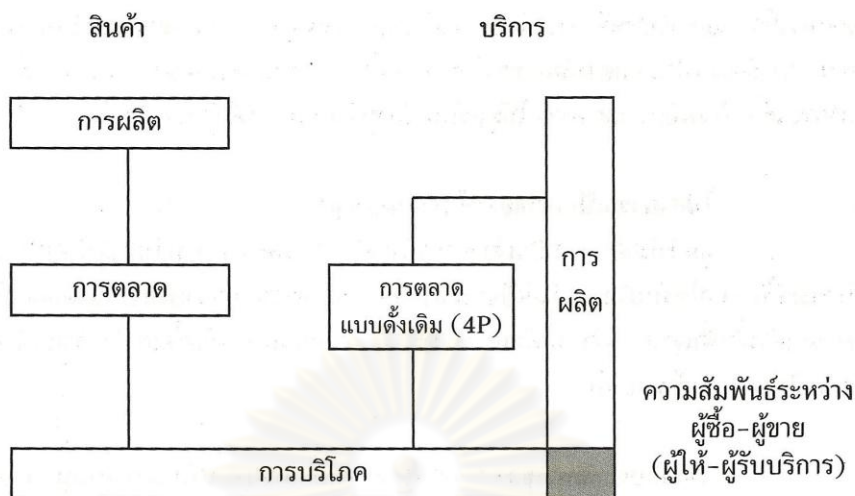 สินค้า
บริการ
การผลิต
การตลาด
การตลาด
แบบดั้งเดิม (4P)
การ
ผลิต
ความสัมพันธ์ระหว่าง
ผู้ซื้อ-ผู้ขาย
(ผู้ให้-ผู้รับบริการ)
การบริโภค